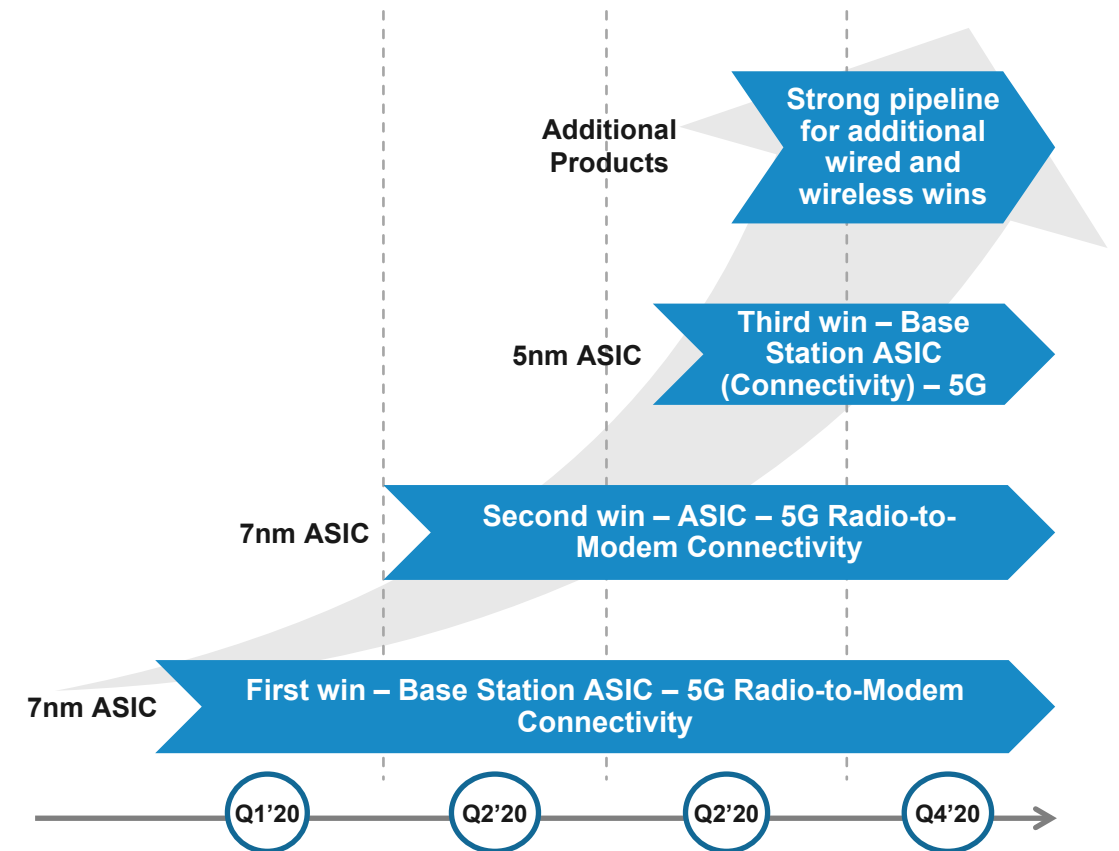 Additional
Products
Strong pipeline
for additional
wired and
wireless wins
5nm ASIC
Third win – Base
Station ASIC
(Connectivity) – 5G
7nm ASIC
Second win – ASIC – 5G Radio-to-
Modem Connectivity
7nm ASIC
First win – Base Station ASIC – 5G Radio-to-Modem
Connectivity
Q1’20
Q2’20
Q2’20
Q4’20